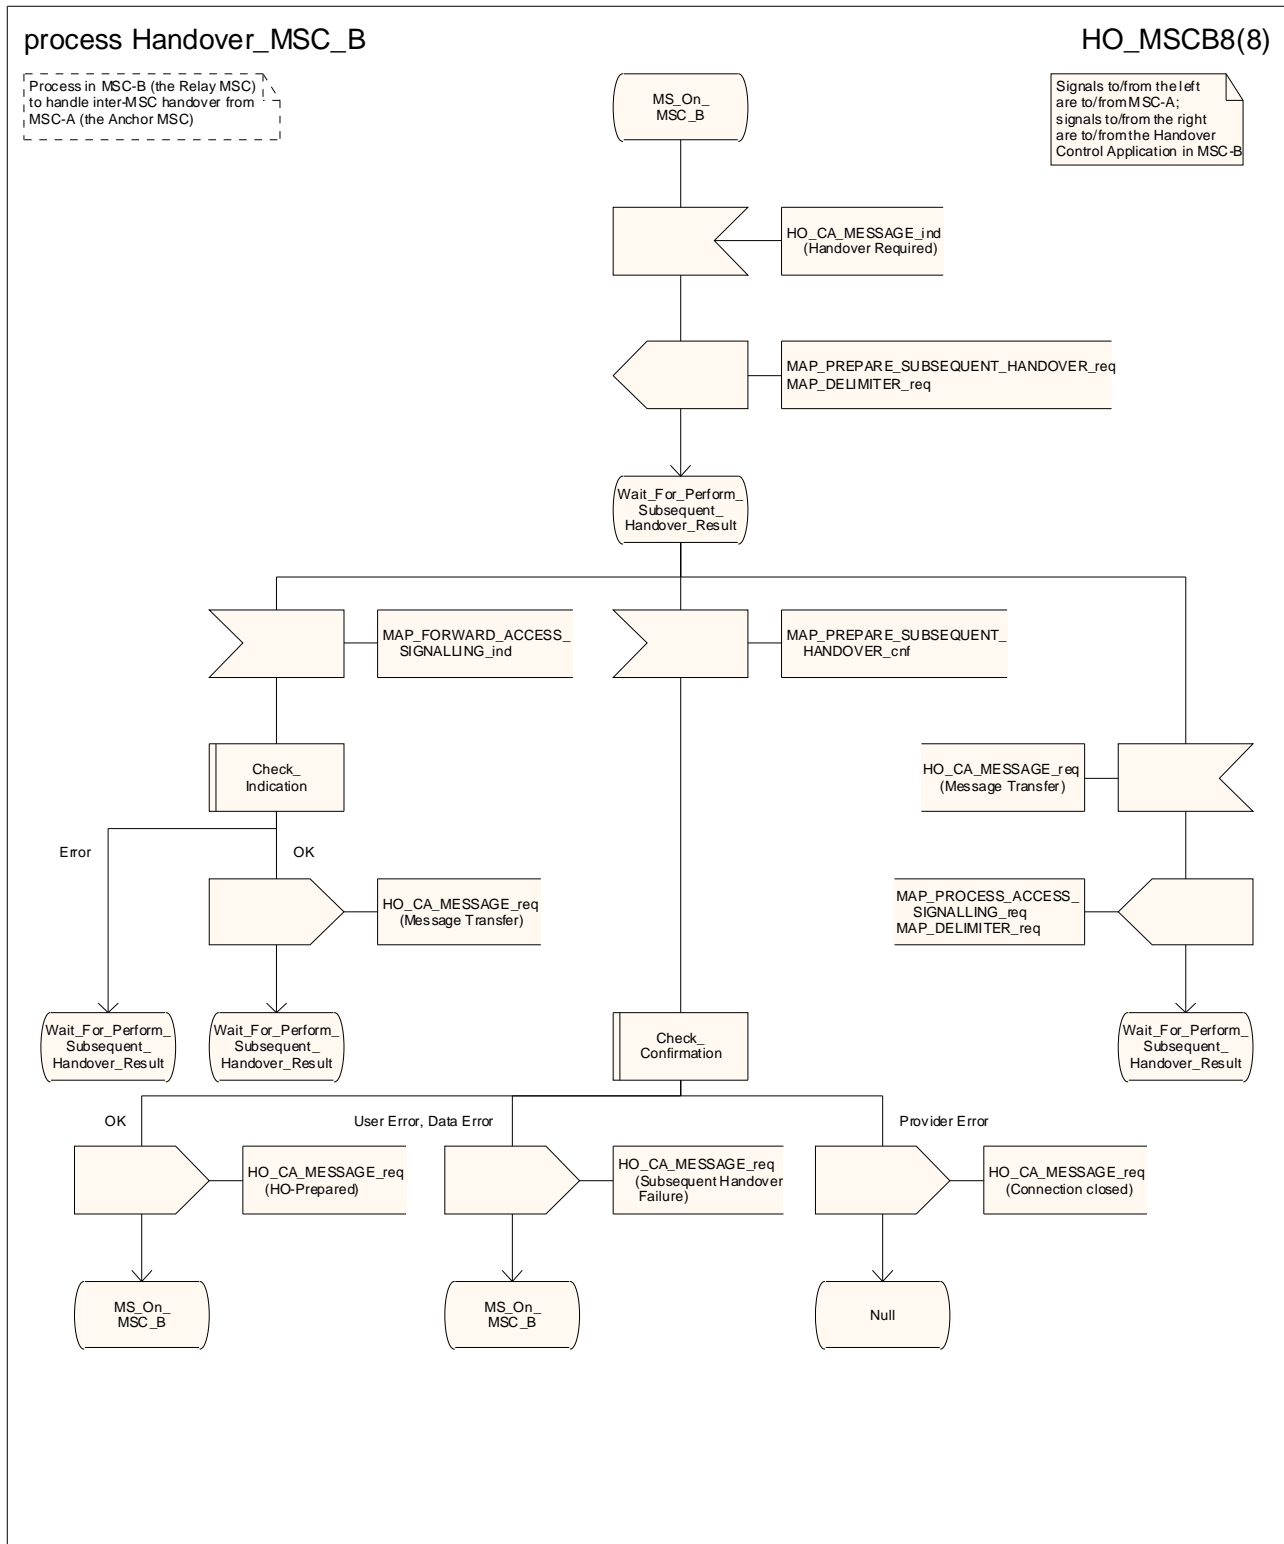 process Handover_MSC_B
HO_MSCB8(8)
Process in MSC-B (the Relay MSC)
to handle inter-MSC handover from
MSC-A (the Anchor MSC)
MS_On_
MSC_B
Signals to/from the left
are to/from MSC-A;
signals to/from the right
are to/from the Handover
Control Application in MSC-B
HO_CA_MESSAGE_ind
(Handover Required)
MAP_PREPARE_SUBSEQUENT_HANDOVER_req
MAP_DELIMITER_req
Wait_For_Perform_
Subsequent_
Handover_Result
MAP_FORWARD_ACCESS_
SIGNALLING_ind
MAP_PREPARE_SUBSEQUENT_
HANDOVER_cnf
Check_
Indication
HO_CA_MESSAGE_req
(Message Transfer)
Error
OK
HO_CA_MESSAGE_req
(Message Transfer)
MAP_PROCESS_ACCESS_
SIGNALLING_req
MAP_DELIMITER_req
Wait_For_Perform_
Subsequent_
Handover_Result
Wait_For_Perform_
Subsequent_
Handover_Result
Check_
Confirmation
Wait_For_Perform_
Subsequent_
Handover_Result
OK
User Error, Data Error
Provider Error
HO_CA_MESSAGE_req
(HO-Prepared)
HO_CA_MESSAGE_req
(Subsequent Handover
Failure)
HO_CA_MESSAGE_req
(Connection closed)
MS_On_
MSC_B
MS_On_
MSC_B
Null